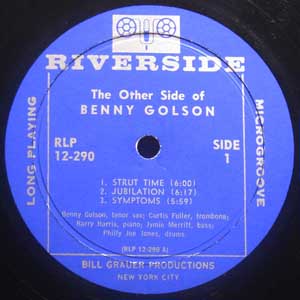 RIVERSIDE
LONG PLAYING
MICROGROOVE
The Other Side of
BENNY GOLSON
RLP
12-290
SIDE
1
1. STRUT TIME (6:00)
2. JUBILATION (6:17)
3. SYMPTOMS (5:59)
Benny Golson, tenor sax; Curtis Fuller, trombone;
Barry Harris, piano; Jymie Merritt, bass;
Philly Joe Jones, drums.
(RLP 12-290 A)
BILL GRAUER PRODUCTIONS
NEW YORK CITY